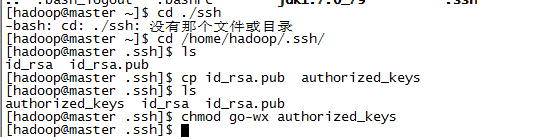 .. .bash_logout .bashrc jdk1.7.0_79 .ssh
[hadoop@master ~]$ cd ./ssh
-bash: cd: ./ssh: 没有那个文件或目录
[hadoop@master ~]$ cd /home/hadoop/.ssh/
[hadoop@master .ssh]$ ls
id_rsa id_rsa.pub
[hadoop@master .ssh]$ cp id_rsa.pub authorized_keys
[hadoop@master .ssh]$ ls
authorized_keys id_rsa id_rsa.pub
[hadoop@master .ssh]$ chmod go-wx authorized_keys
[hadoop@master .ssh]$